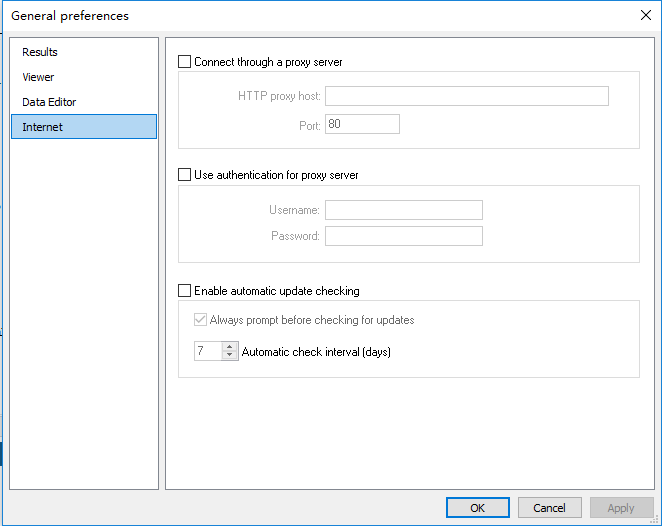 General preferences
Results
Viewer
Data Editor
Internet
Connect through a proxy server
HTTP proxy host:
Port: 80
Use authentication for proxy server
Username:
Password:
Enable automatic update checking
Always prompt before checking for updates
7 Automatic check interval (days)
OK Cancel Apply